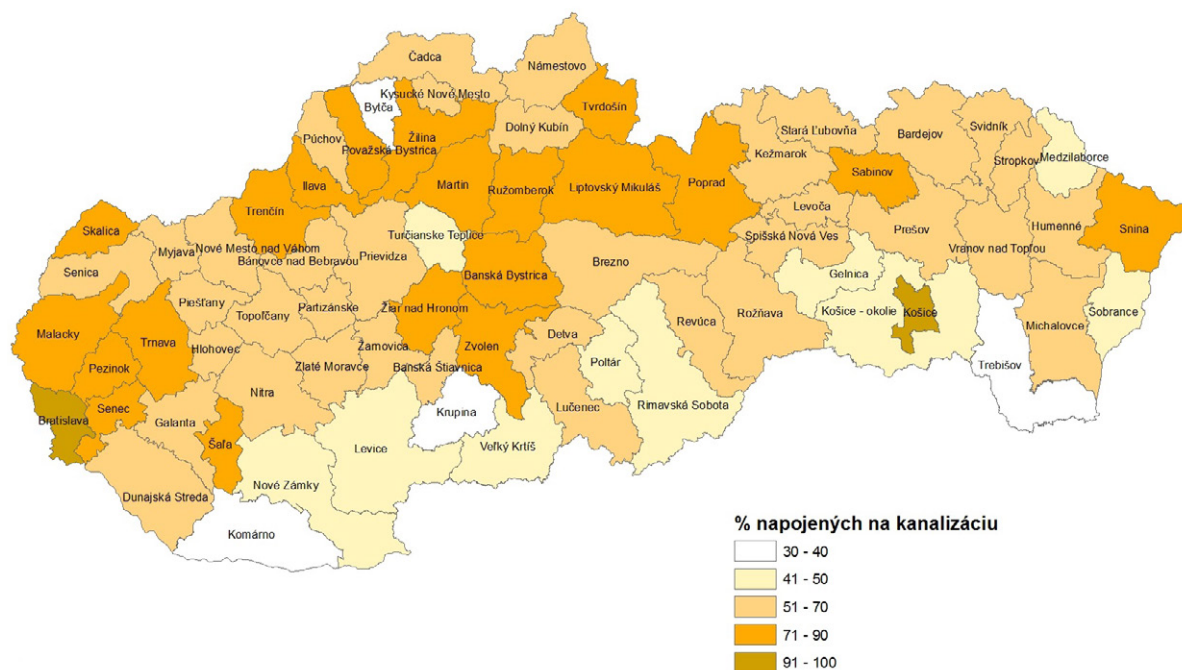 Čadca
Námestovo
Kysucké Nové Mesto
Bytča
Tvrdošín
Púchov
Žilina
Dolný Kubín
Považská Bystrica
Stará Ľubovňa
Bardejov
Svidník
Stropkov
Medzilaborce
Kežmarok
Ilava
Martin
Ružomberok
Liptovský Mikuláš
Poprad
Sabinov
Trenčín
Levoča
Skalica
Turčianske Teplice
Prešov
Humenné
Snina
Myjava
Nové Mesto nad Váhom
Bánovce nad Bebravou
Prievidza
Spišská Nová Ves
Vranov nad Topľou
Senica
Banská Bystrica
Brezno
Gelnica
Piešťany
Partizánske
Žiar nad Hronom
Košice - okolie
Košice
Sobrance
Topoľčany
Rožňava
Malacky
Trnava
Delva
Revúca
Michalovce
Hlohovec
Žarnovica
Zvolen
Pezinok
Zlaté Moravce
Banská Štiavnica
Poltár
Trebišov
Nitra
Bratislava
Senec
Krupina
Lučenec
Rimavská Sobota
Galanta
Šaľa
Levice
Veľký Krtíš
Nové Zámky
Dunajská Streda
Komárno
% napojených na kanalizáciu
30 - 40
41 - 50
51 - 70
71 - 90
91 - 100